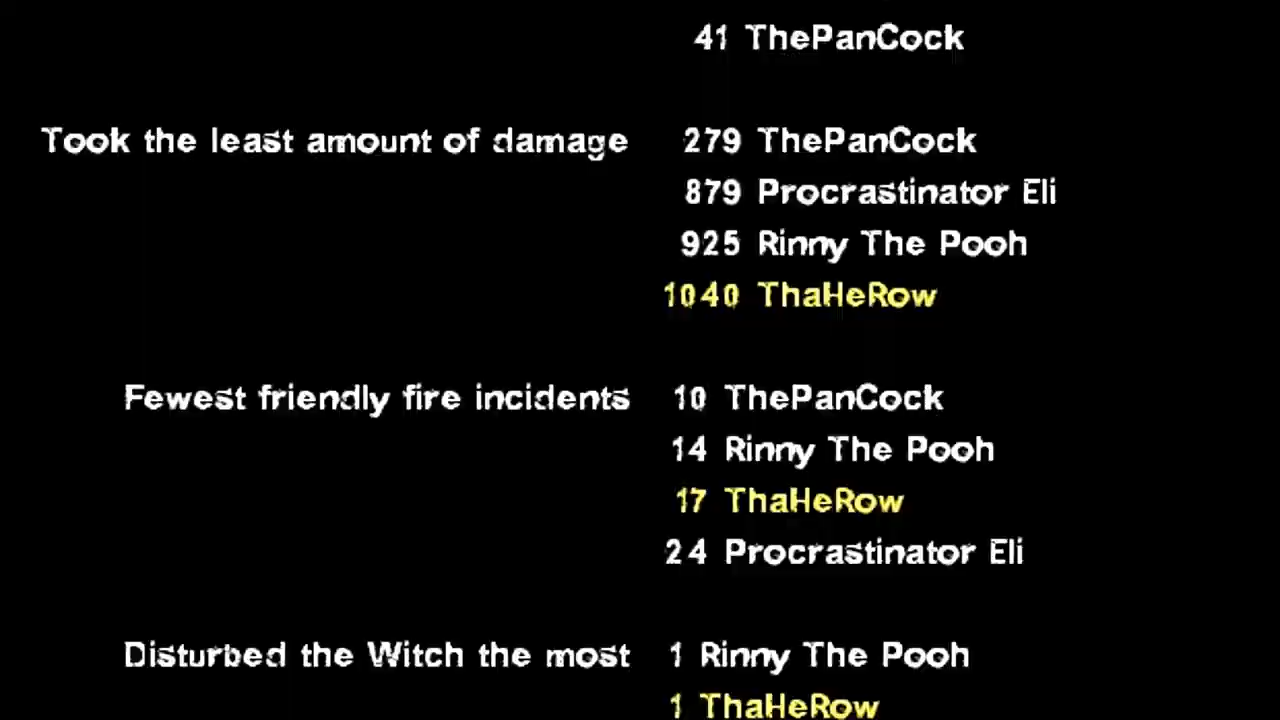 41 ThePanCock
Took the least amount of damage 279 ThePanCock
879 Procrastinator Eli
925 Rinny The Pooh
1040 ThaHeRow
Fewest friendly fire incidents 10 ThePanCock
14 Rinny The Pooh
17 ThaHeRow
24 Procrastinator Eli
Disturbed the Witch the most 1 Rinny The Pooh
1 ThaHeRow